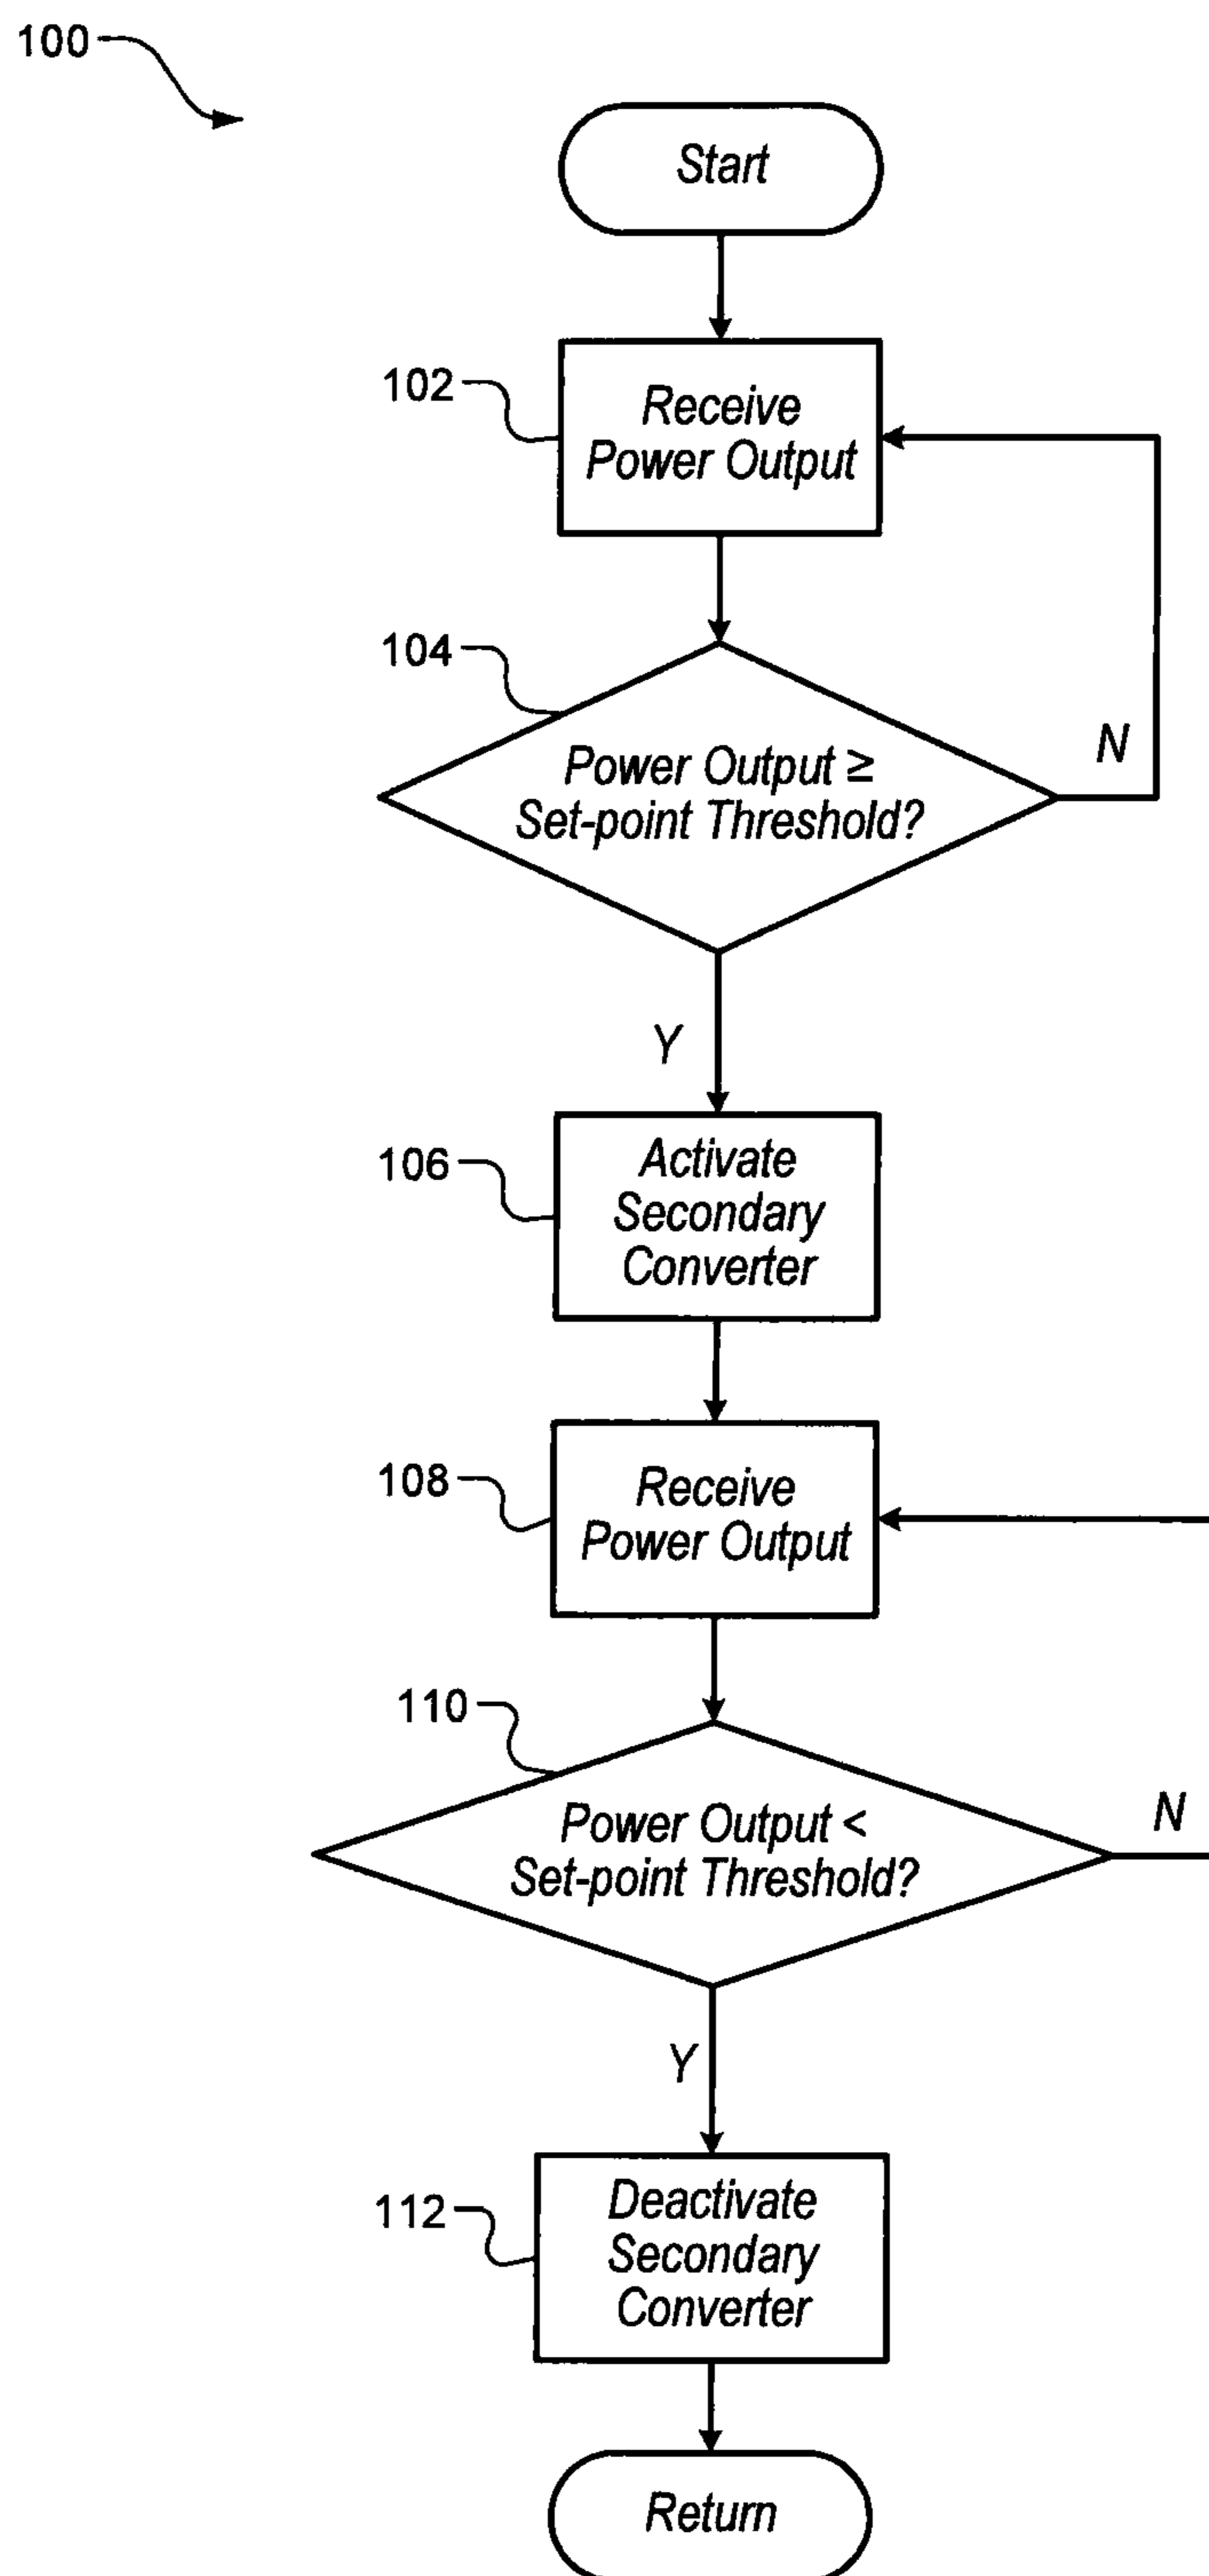 100
Start
102
Receive
Power Output
104
Power Output ≥
Set-point Threshold?
N
Y
106
Activate
Secondary
Converter
108
Receive
Power Output
110
Power Output <
Set-point Threshold?
N
Y
112
Deactivate
Secondary
Converter
Return